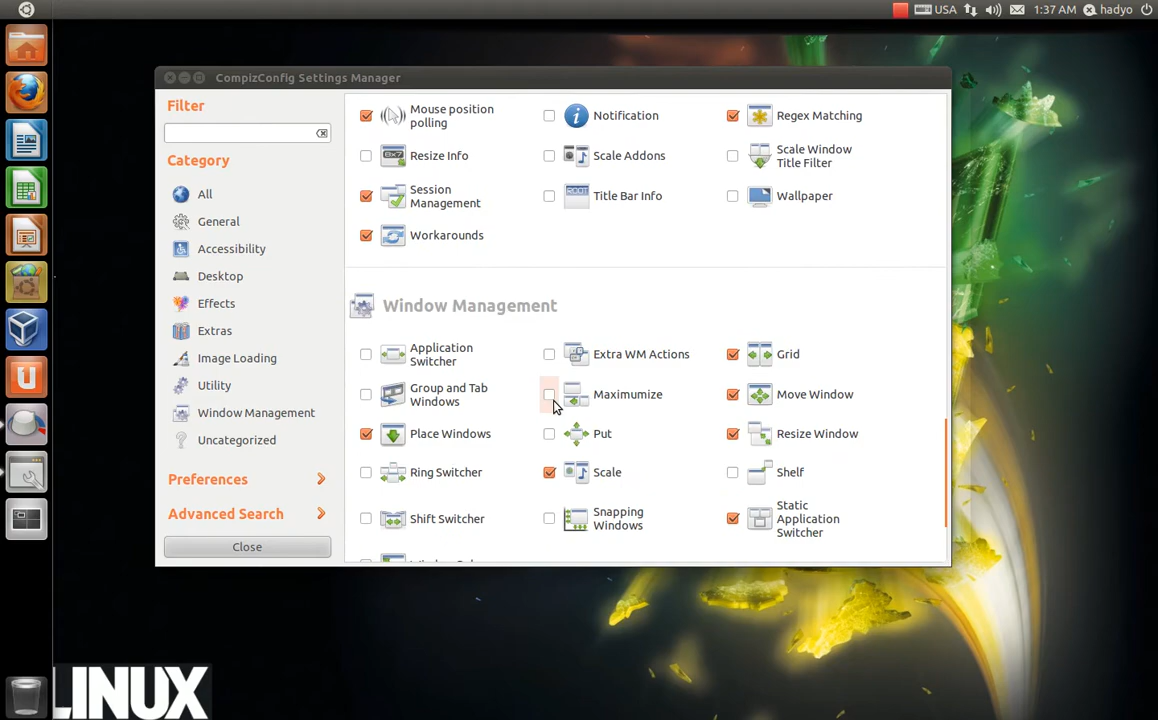 USA 1:37 AM hadyo
CompizConfig Settings Manager
Filter
Category
All
General
Accessibility
Desktop
Effects
Extras
Image Loading
Utility
Window Management
Uncategorized
Preferences
Advanced Search
Close
Mouse position
polling
Notification
Regex Matching
Resize Info
Scale Addons
Scale Window
Title Filter
Session
Management
Title Bar Info
Wallpaper
Workarounds
Window Management
Application
Switcher
Extra WM Actions
Grid
Group and Tab
Windows
Maximumize
Move Window
Place Windows
Put
Resize Window
Ring Switcher
Scale
Shelf
Shift Switcher
Snapping
Windows
Static
Application
Switcher
LINUX